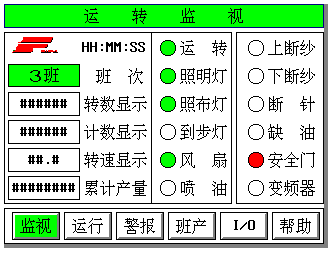 运 转 监 视
HH:MM:SS
3班 班 次
###### 转数显示
###### 计数显示
##.# 转速显示
######## 累计产量
运 转
照明灯
照布灯
到步灯
风 扇
喷 油
上断纱
下断纱
断 针
缺 油
安全门
变频器
监视 运行 警报 班产 I/O 帮助